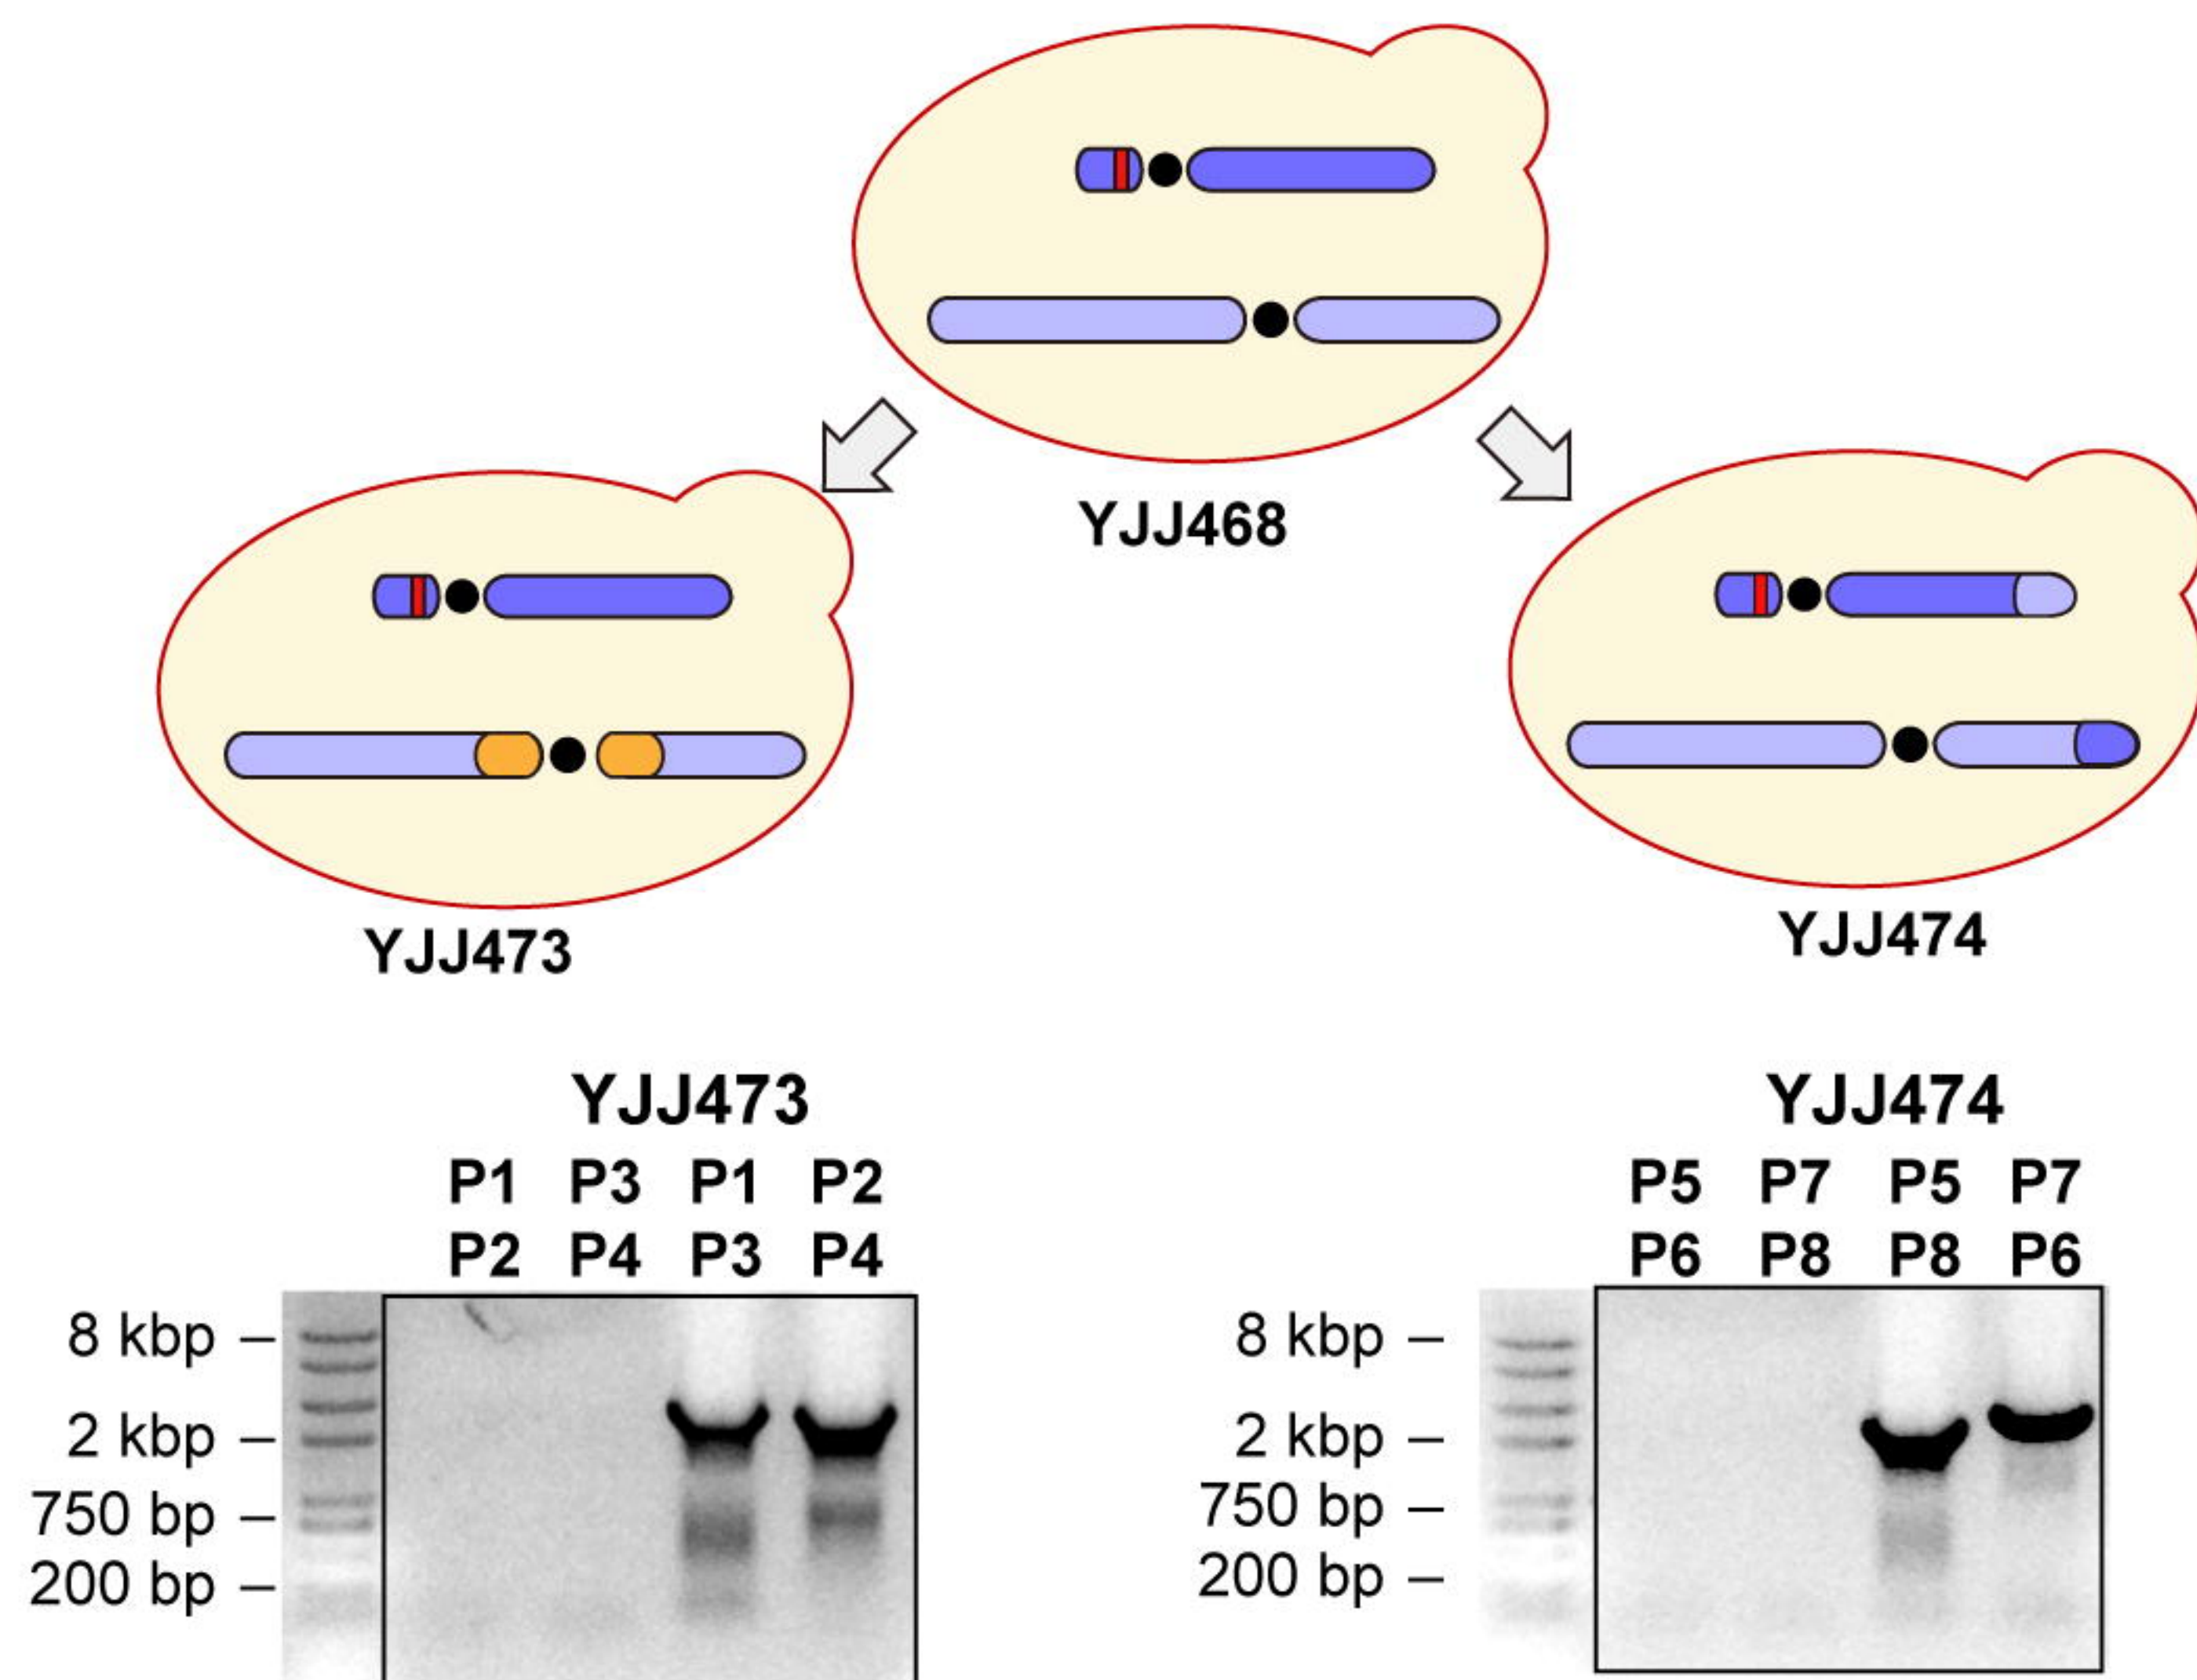 YJJ468
YJJ473
YJJ474
YJJ473
P1 P3 P1 P2
P2 P4 P3 P4
8 kbp –
2 kbp –
750 bp –
200 bp –
YJJ474
P5 P7 P5 P7
P6 P8 P8 P6
8 kbp –
2 kbp –
750 bp –
200 bp –